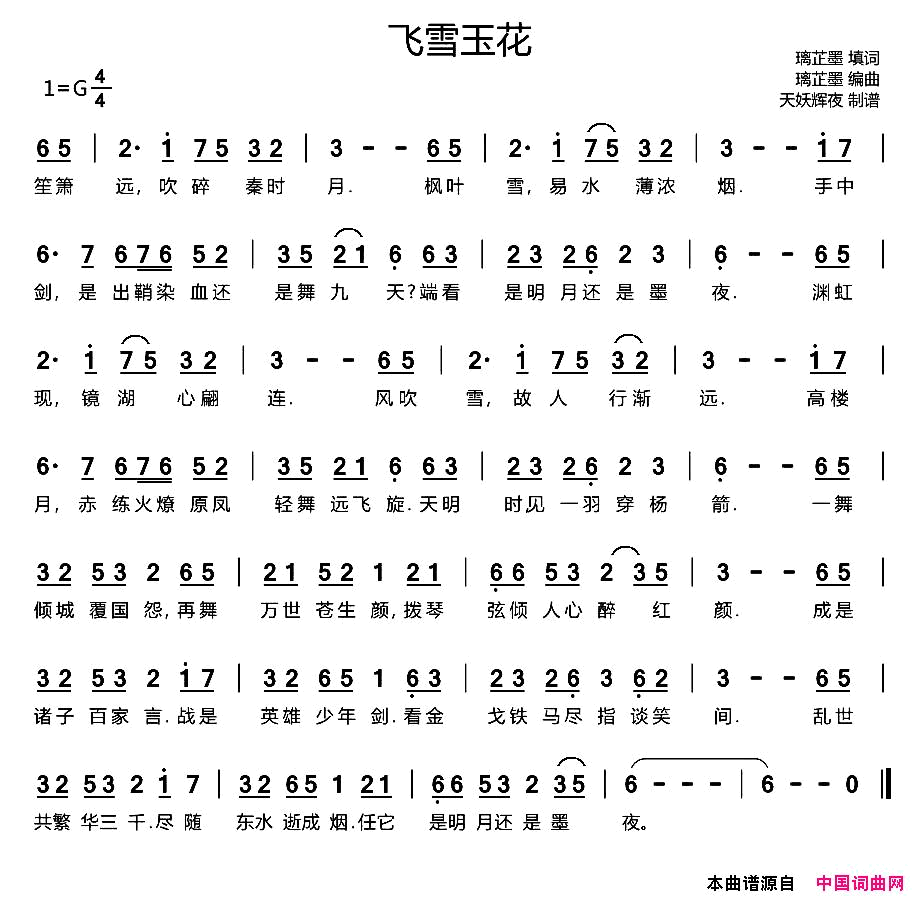 飞雪玉花
璃芷墨 填词
璃芷墨 编曲
天妖辉夜 制谱
1=G 4/4
65 | 2· i 75 32 | 3 - - 65 | 2· i 75 32 | 3 - - i7 |
笙箫 远,吹碎 秦时 月. 枫叶 雪,易水 薄浓 烟. 手中
6· 7 676 52 | 35 21 6 63 | 23 26 2 3 | 6 - - 65 |
剑,是出鞘染血还 是舞九 天?端看 是明月还是墨 夜. 渊虹
2· i 75 32 | 3 - - 65 | 2· i 75 32 | 3 - - i7 |
现,镜湖 心翩 连. 风吹 雪,故人 行渐 远. 高楼
6· 7 676 52 | 35 21 6 63 | 23 26 2 3 | 6 - - 65 |
月,赤练火燎原凤 轻舞远飞旋.天明 时见一羽穿杨 箭. 一舞
32 53 2 65 | 21 52 1 21 | 66 53 2 35 | 3 - - 65 |
倾城 覆国 怨,再舞 万世苍生颜,拨琴 弦倾人心醉 红 颜. 成是
32 53 2 i7 | 32 65 1 63 | 23 26 3 62 | 3 - - 65 |
诸子 百家 言.战是 英雄少年剑.看金 戈铁马尽指谈笑 间. 乱世
32 53 2 i 7 | 32 65 1 21 | 66 53 2 35 | 6 - - - | 6 - - 0 ‖
共繁 华三 千.尽随 东水逝成烟.任它 是明月还是墨 夜。
本曲谱源自 中国词曲网